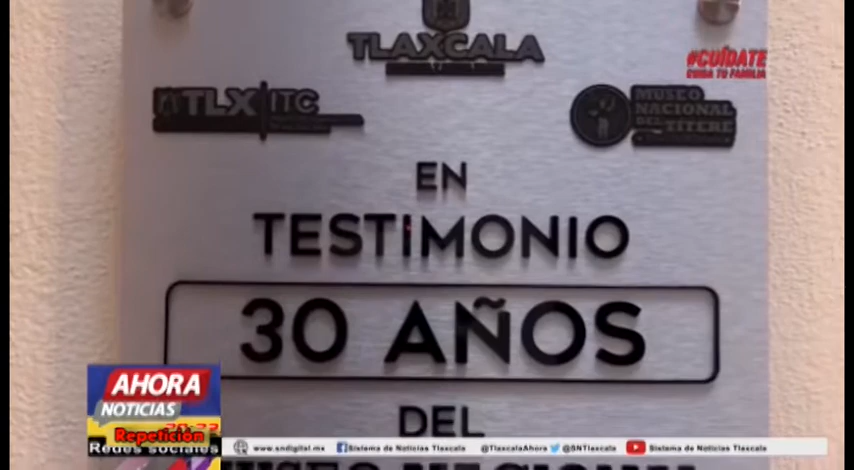 TLAXCALA
#CUÍDATE
CUIDA TU FAMILIA
TLX ITC
MUSEO
NACIONAL
DEL
TÍTERE
EN
TESTIMONIO
30 AÑOS
DEL
AHORA
NOTICIAS
Repetición
Redes sociales
www.sndigital.mx
Sistema de Noticias Tlaxcala
@TlaxcalaAhora
@SNTlaxcala
Sistema de Noticias Tlaxcala